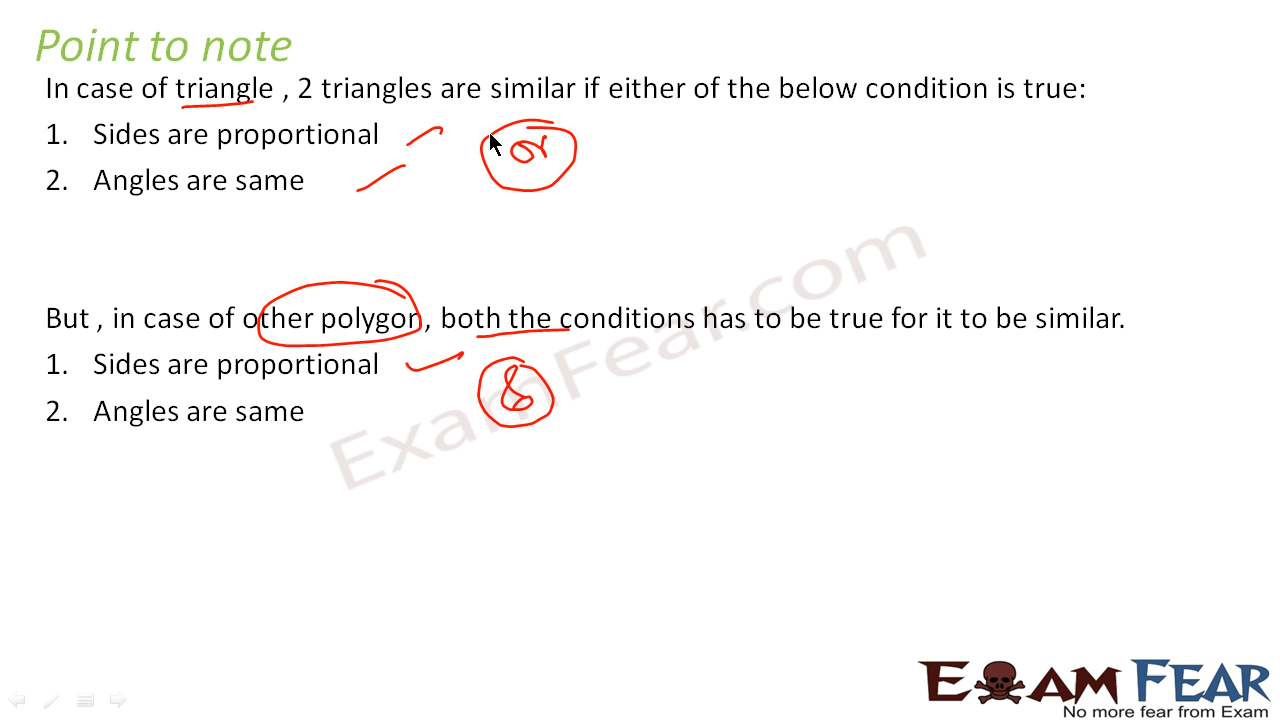 Point to note
In case of triangle , 2 triangles are similar if either of the below condition is true:
1. Sides are proportional
or
2. Angles are same
But , in case of other polygon, both the conditions has to be true for it to be similar.
1. Sides are proportional
&
2. Angles are same
ExamFear.com
EXAM FEAR
No more fear from Exam